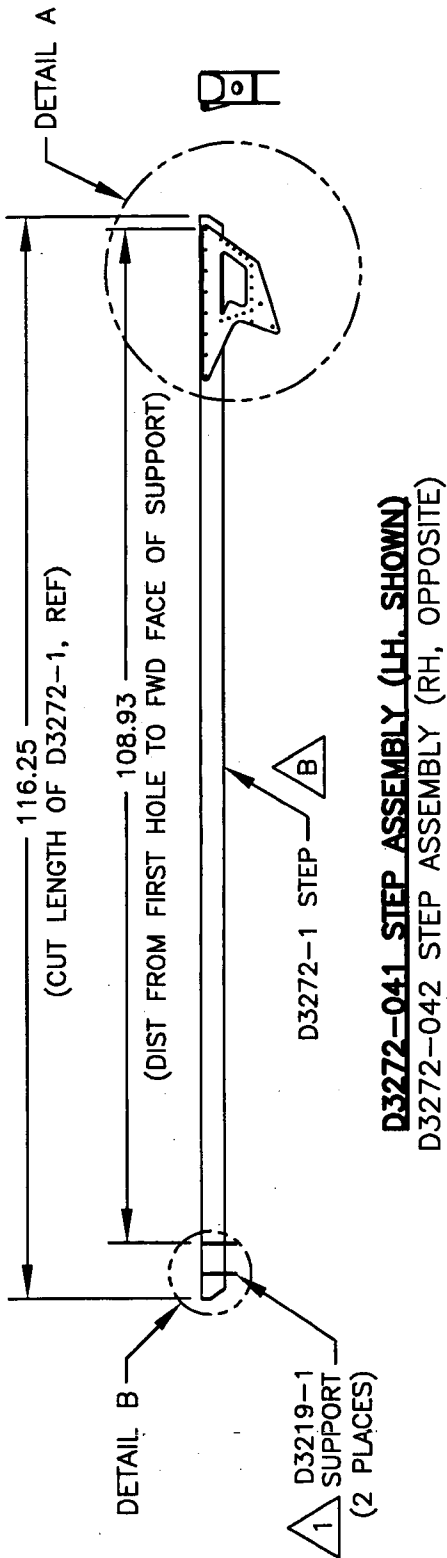 DETAIL A
116.25
(CUT LENGTH OF D3272-1, REF)
108.93
(DIST FROM FIRST HOLE TO FWD FACE OF SUPPORT)
DETAIL B
D3272-1 STEP
B
1
D3219-1
SUPPORT
(2 PLACES)
D3272-041 STEP ASSEMBLY (LH. SHOWN)
D3272-042 STEP ASSEMBLY (RH, OPPOSITE)